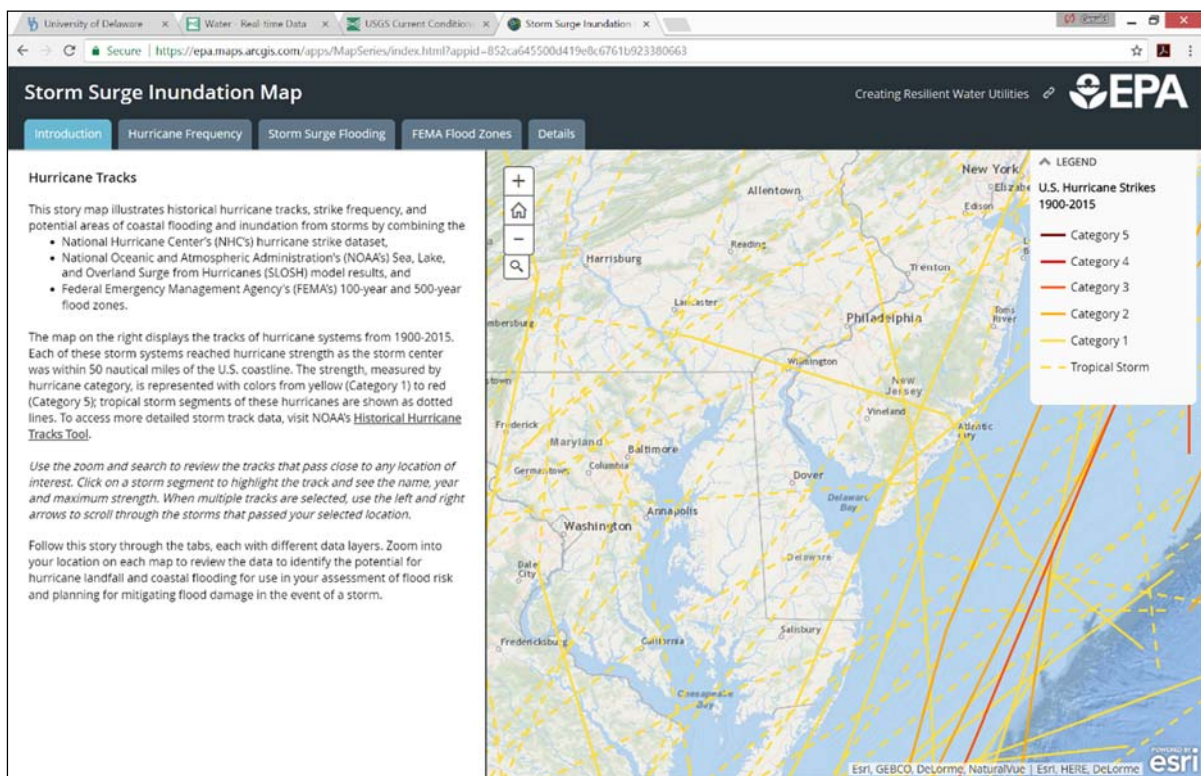 University of Delaware
Water - Real-time Data
USGS Current Condition
Storm Surge Inundation
Secure | https://epa.maps.arcgis.com/apps/MapSeries/index.html?appid=852ca645500d419e8c6761b923380663
Storm Surge Inundation Map
Creating Resilient Water Utilities
EPA
Introduction
Hurricane Frequency
Storm Surge Flooding
FEMA Flood Zones
Details
Hurricane Tracks
This story map illustrates historical hurricane tracks, strike frequency, and
potential areas of coastal flooding and inundation from storms by combining the
• National Hurricane Center's (NHC's) hurricane strike dataset,
• National Oceanic and Atmospheric Administration's (NOAA's) Sea, Lake,
and Overland Surge from Hurricanes (SLOSH) model results, and
• Federal Emergency Management Agency's (FEMA's) 100-year and 500-year
flood zones.
The map on the right displays the tracks of hurricane systems from 1900-2015.
Each of these storm systems reached hurricane strength as the storm center
was within 50 nautical miles of the U.S. coastline. The strength, measured by
hurricane category, is represented with colors from yellow (Category 1) to red
(Category 5); tropical storm segments of these hurricanes are shown as dotted
lines. To access more detailed storm track data, visit NOAA's Historical Hurricane
Tracks Tool.
Use the zoom and search to review the tracks that pass close to any location of
interest. Click on a storm segment to highlight the track and see the name, year
and maximum strength. When multiple tracks are selected, use the left and right
arrows to scroll through the storms that passed your selected location.
Follow this story through the tabs, each with different data layers. Zoom into
your location on each map to review the data to identify the potential for
hurricane landfall and coastal flooding for use in your assessment of flood risk
and planning for mitigating flood damage in the event of a storm.
+
−
New York
Elizabe
Edison
Allentown
Reading
Harrisburg
Trenton
Lancaster
Toms
River
Philadelphia
mbersburg
Wilmington
New
Jersey
stown
Vineland
Frederick
Atlantic
City
Maryland
Baltimore
Germantown
Columbia
Dover
Delaware
Bay
Annapolis
Washington
Delaware
Dale
City
Salisbury
Fredericksburg
California
Chesapeake
Bay
LEGEND
U.S. Hurricane Strikes
1900-2015
Category 5
Category 4
Category 3
Category 2
Category 1
Tropical Storm
Esri, GEBCO, DeLorme, NaturalVue | Esri, HERE, DeLorme
POWERED BY
esri